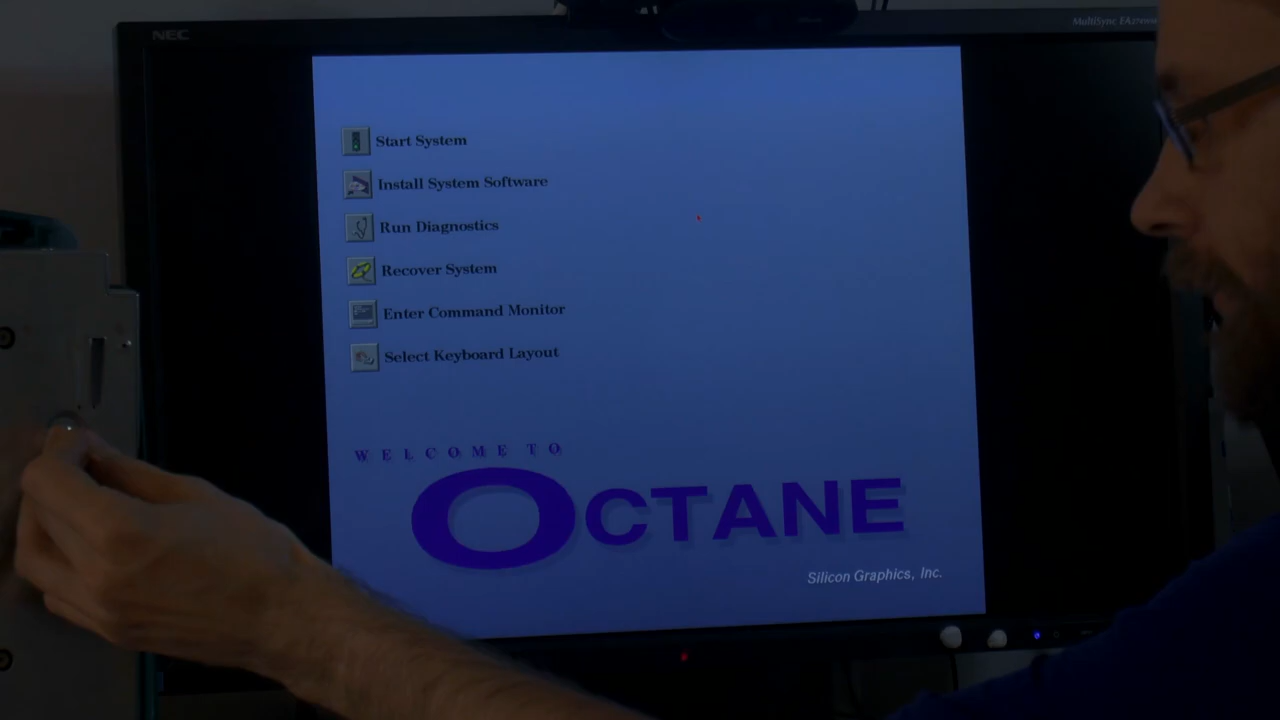 NEC
MultiSync
Start System
Install System Software
Run Diagnostics
Recover System
Enter Command Monitor
Select Keyboard Layout
WELCOME TO
OCTANE
Silicon Graphics, Inc.